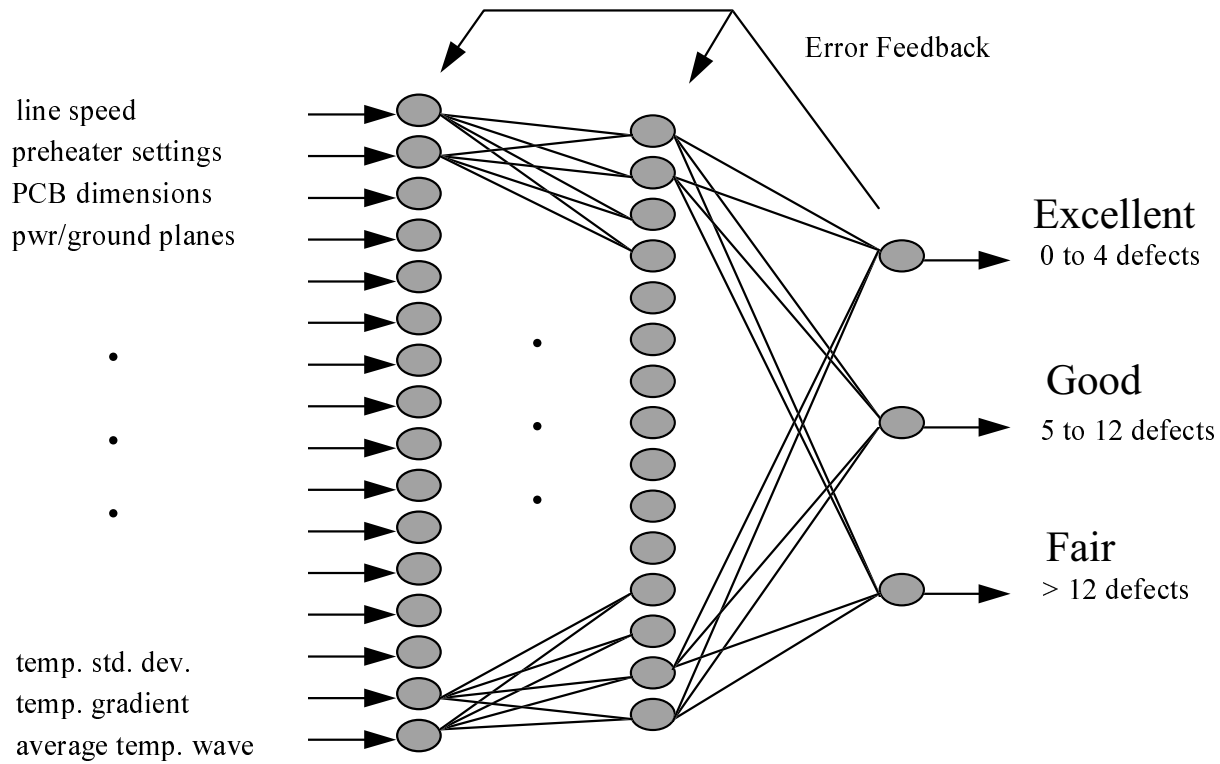 Error Feedback
line speed
preheater settings
PCB dimensions
pwr/ground planes
temp. std. dev.
temp. gradient
average temp. wave
Excellent
0 to 4 defects
Good
5 to 12 defects
Fair
> 12 defects